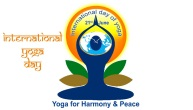 international
yoga
day
international day of yoga
21st June
Yoga for Harmony & Peace